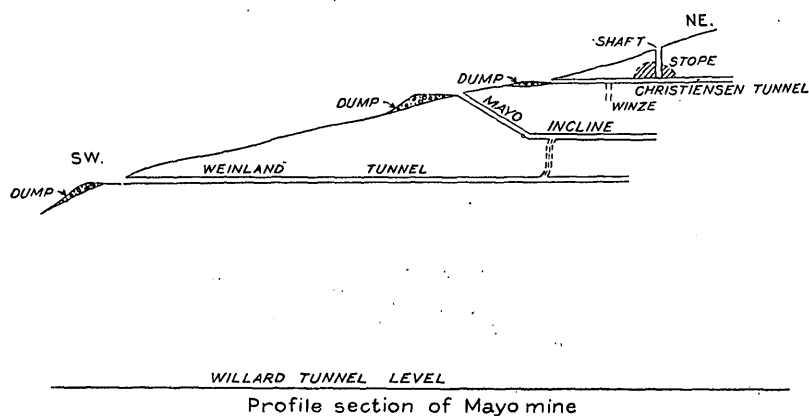 NE.
SHAFT
STOPE
DUMP
CHRISTIENSEN TUNNEL
WINZE
DUMP
MAYO
INCLINE
SW.
WEINLAND TUNNEL
DUMP
WILLARD TUNNEL LEVEL
Profile section of Mayo mine